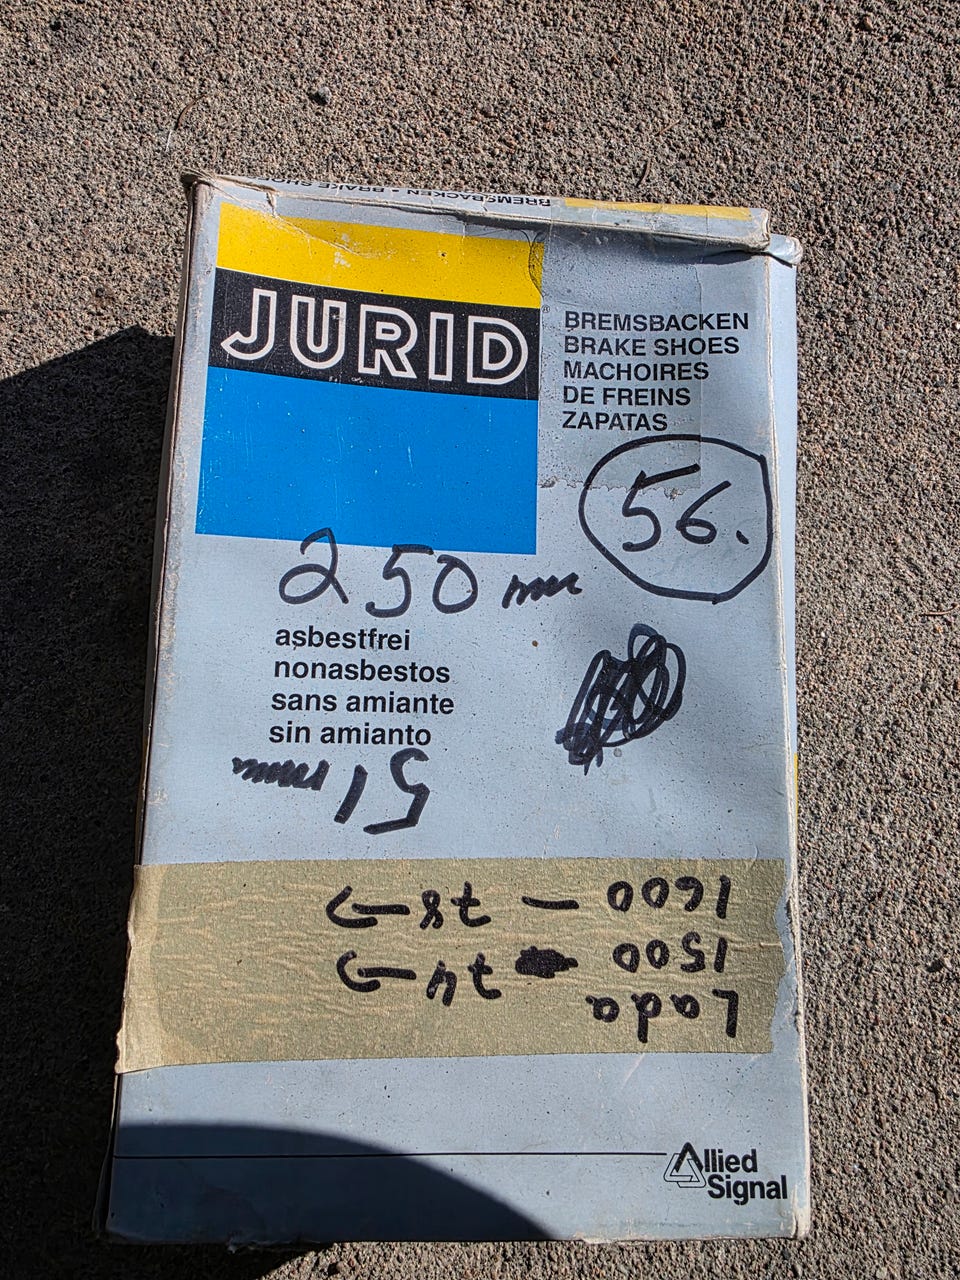 BREMSBACKEN • BRAKE SHO
JURID
BREMSBACKEN
BRAKE SHOES
MACHOIRES
DE FREINS
ZAPATAS
56.
250 mm
asbestfrei
nonasbestos
sans amiante
sin amianto
51 mm
Lada
1500 - 74 →
1600 - 78 →
Allied
Signal